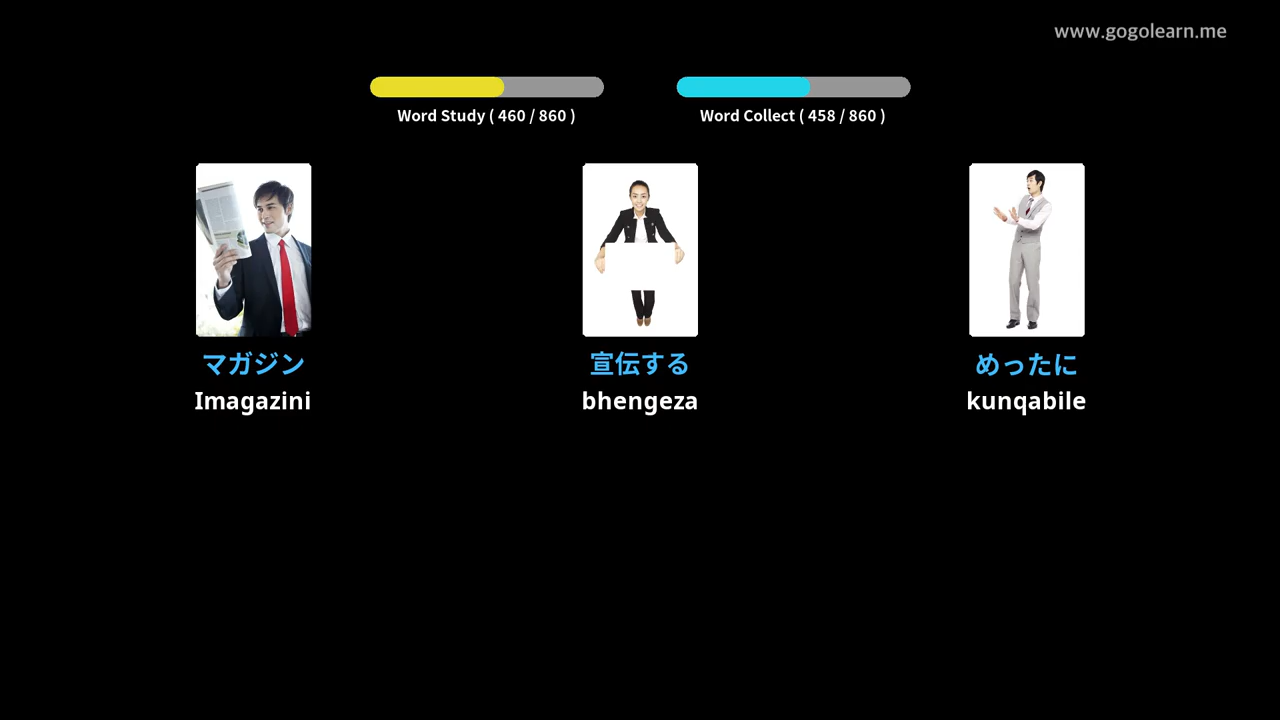 www.gogolearn.me
Word Study ( 460 / 860 )
Word Collect ( 458 / 860 )
マガジン
宣伝する
めったに
Imagazini
bhengeza
kunqabile